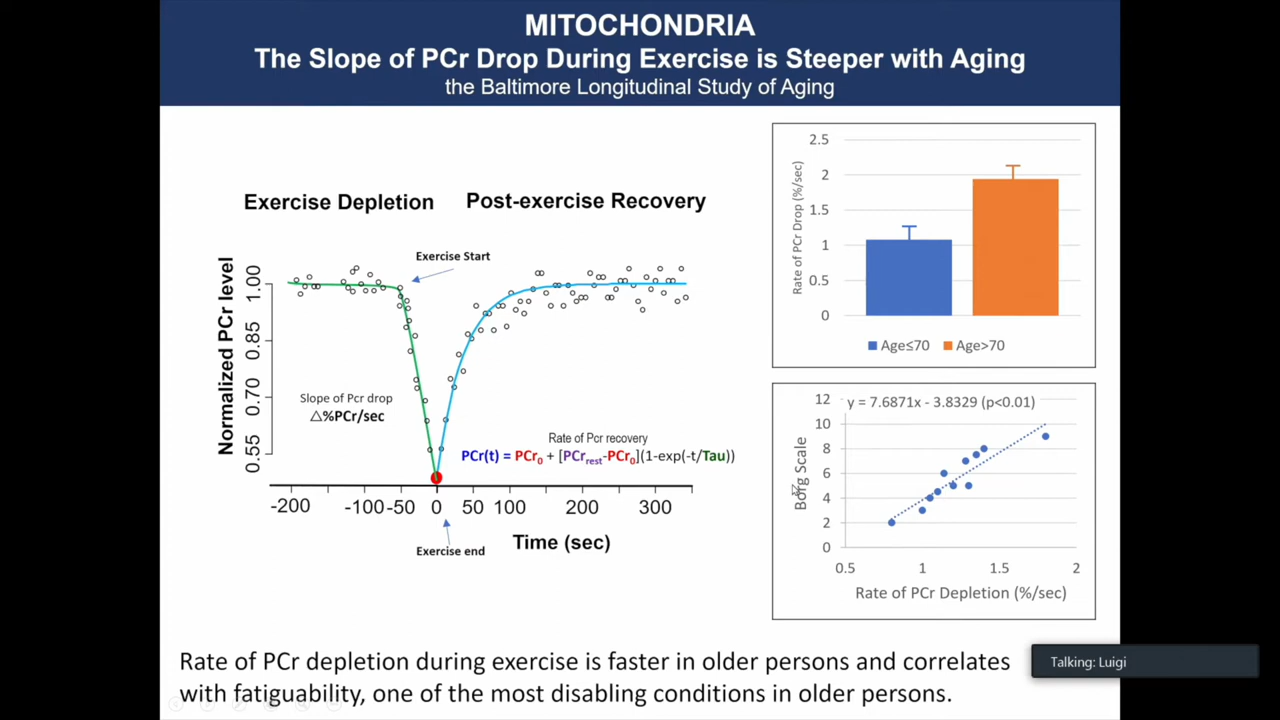 MITOCHONDRIA
The Slope of PCr Drop During Exercise is Steeper with Aging
the Baltimore Longitudinal Study of Aging
Exercise Depletion
Post-exercise Recovery
Exercise Start
Normalized PCr level
1.00
0.85
0.70
0.55
Slope of Pcr drop
△%PCr/sec
Rate of Pcr recovery
PCr(t) = PCr0 + [PCrrest-PCr0](1-exp(-t/Tau))
-200 -100 -50 0 50 100 200 300
Exercise end
Time (sec)
Rate of PCr Drop (%/sec)
2.5
2
1.5
1
0.5
0
Age≤70 Age>70
y = 7.6871x - 3.8329 (p<0.01)
Borg Scale
12
10
8
6
4
2
0
0.5 1 1.5 2
Rate of PCr Depletion (%/sec)
Rate of PCr depletion during exercise is faster in older persons and correlates
with fatiguability, one of the most disabling conditions in older persons.
Talking: Luigi